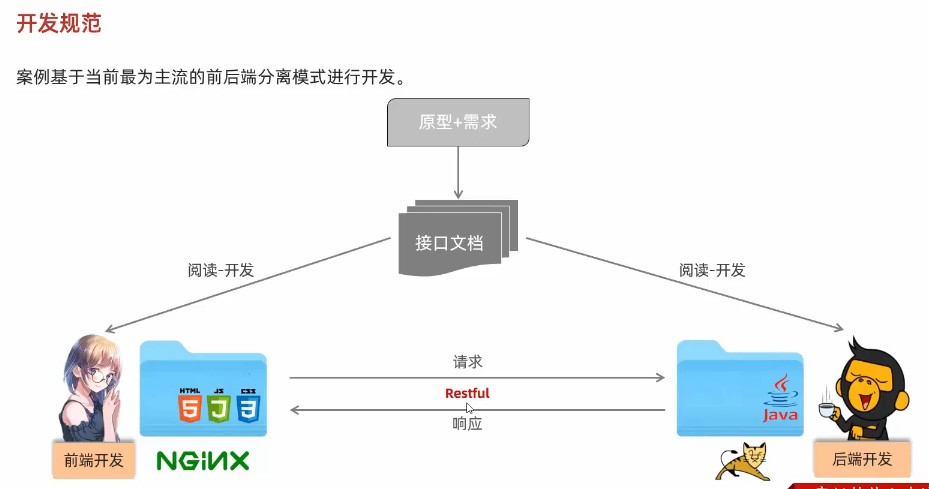 开发规范
案例基于当前最为主流的前后端分离模式进行开发。
原型+需求
接口文档
阅读-开发
阅读-开发
请求
Restful
响应
HTML
5
JS
CSS
3
Java
前端开发
NGINX
后端开发